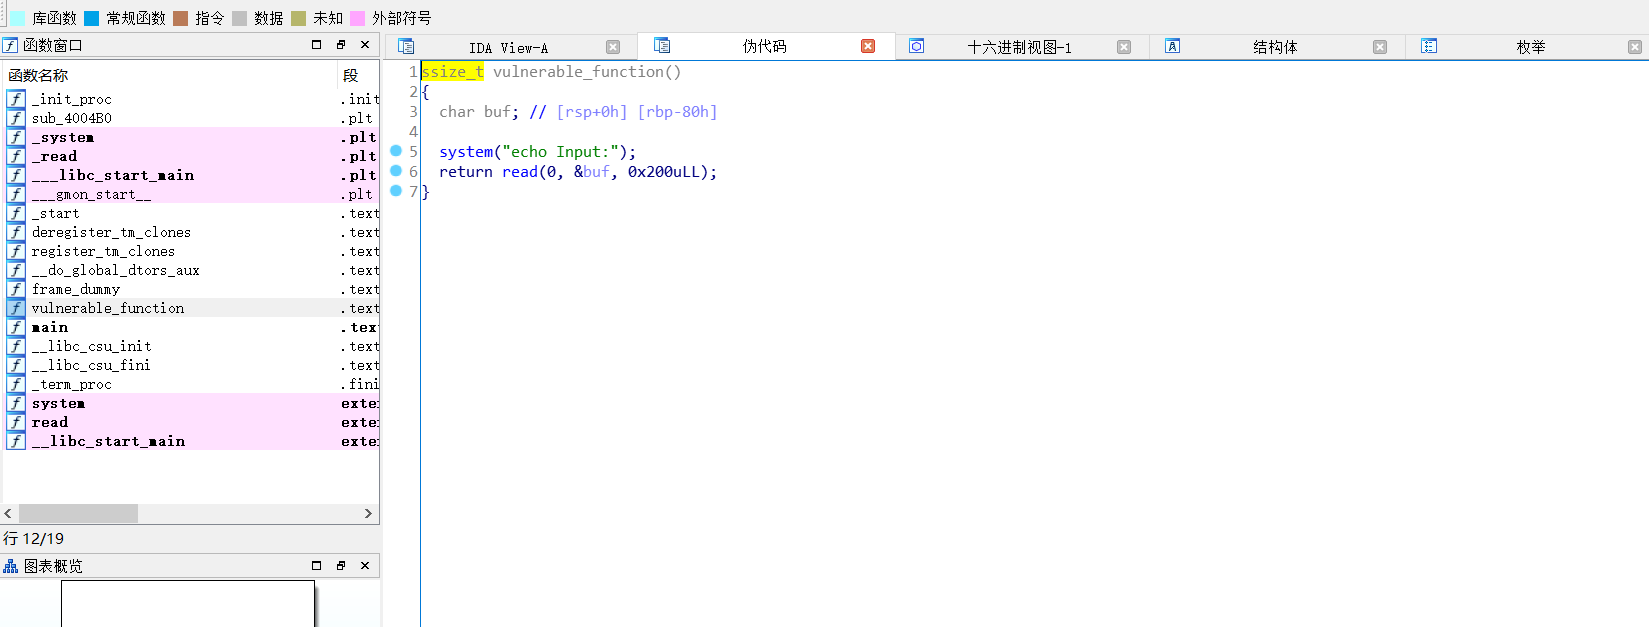 库函数 常规函数 指令 数据 未知 外部符号
函数窗口
函数名称 段
_init_proc .init
sub_4004B0 .plt
_system .plt
_read .plt
___libc_start_main .plt
___gmon_start__ .plt
_start .text
deregister_tm_clones .text
register_tm_clones .text
__do_global_dtors_aux .text
frame_dummy .text
vulnerable_function .text
main .tex
__libc_csu_init .text
__libc_csu_fini .text
_term_proc .fini
system exte
read exte
__libc_start_main exte
行 12/19
图表概览
IDA View-A 伪代码 十六进制视图-1 结构体 枚举
1 ssize_t vulnerable_function()
2 {
3 char buf; // [rsp+0h] [rbp-80h]
4
5 system("echo Input:");
6 return read(0, &buf, 0x200uLL);
7 }